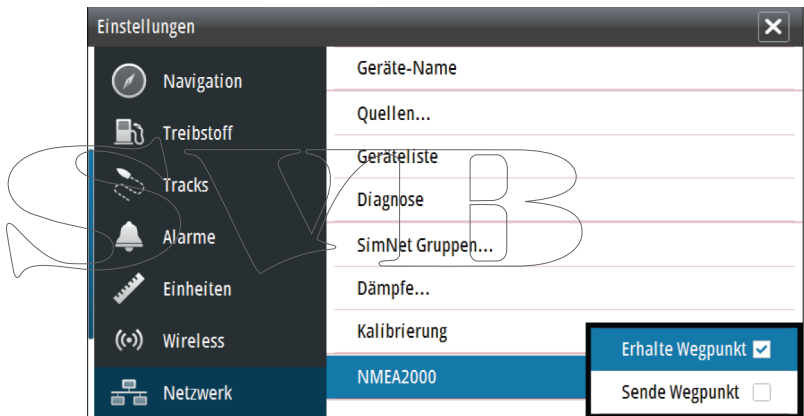 Einstellungen
Navigation
Treibstoff
Tracks
Alarme
Einheiten
Wireless
Netzwerk
Geräte-Name
Quellen...
Geräteliste
Diagnose
SimNet Gruppen...
Dämpfe...
Kalibrierung
NMEA2000
Erhalte Wegpunkt
Sende Wegpunkt
SVB